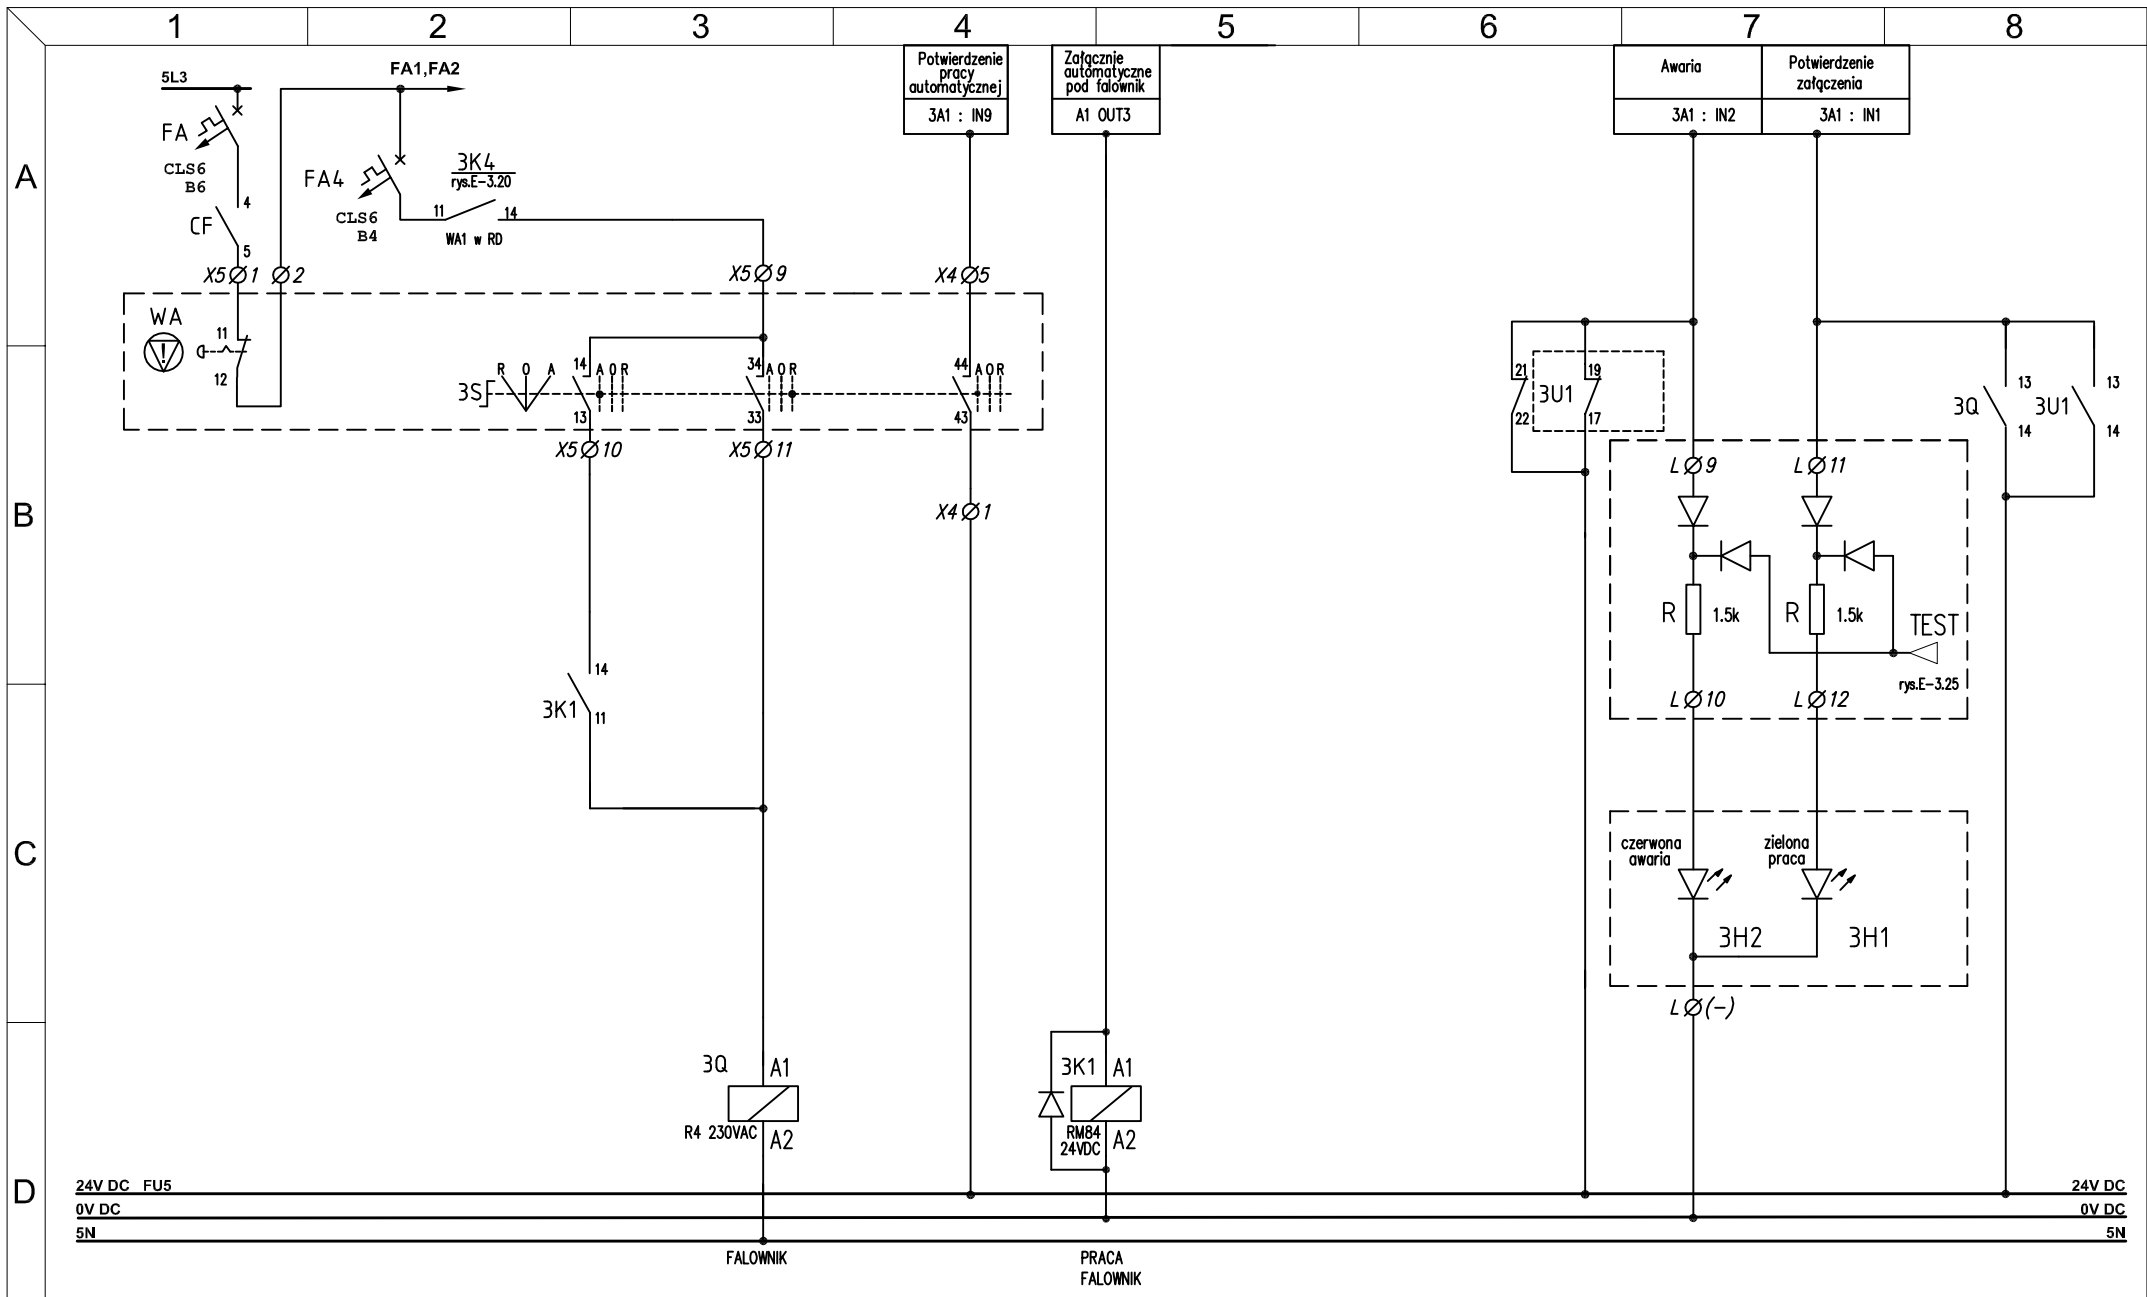 1 2 3 4 5 6 7 8
A
B
C
D
5L3
FA1,FA2
FA
CLS6
B6
4
CF
5
X5 1
2
FA4
CLS6
B4
3K4
rys.E-3.20
11
14
WA1 w RD
X5 9
Potwierdzenie
pracy
automatycznej
3A1 : IN9
X4 5
Załącznie
automatyczne
pod falownik
A1 OUT3
Awaria
3A1 : IN2
Potwierdzenie
załączenia
3A1 : IN1
WA
11
12
3S
R O A
14
A O R
13
34
A O R
33
44
A O R
43
X5 10
X5 11
X4 1
21
22
3U1
19
17
3Q
13
14
3U1
13
14
L 9
L 11
R 1.5k
R 1.5k
TEST
rys.E-3.25
L 10
L 12
3K1
14
11
czerwona
awaria
zielona
praca
3H2
3H1
L (-)
3Q
A1
R4 230VAC
A2
3K1
A1
RM84
24VDC
A2
24V DC FU5
24V DC
0V DC
0V DC
5N
5N
FALOWNIK
PRACA
FALOWNIK